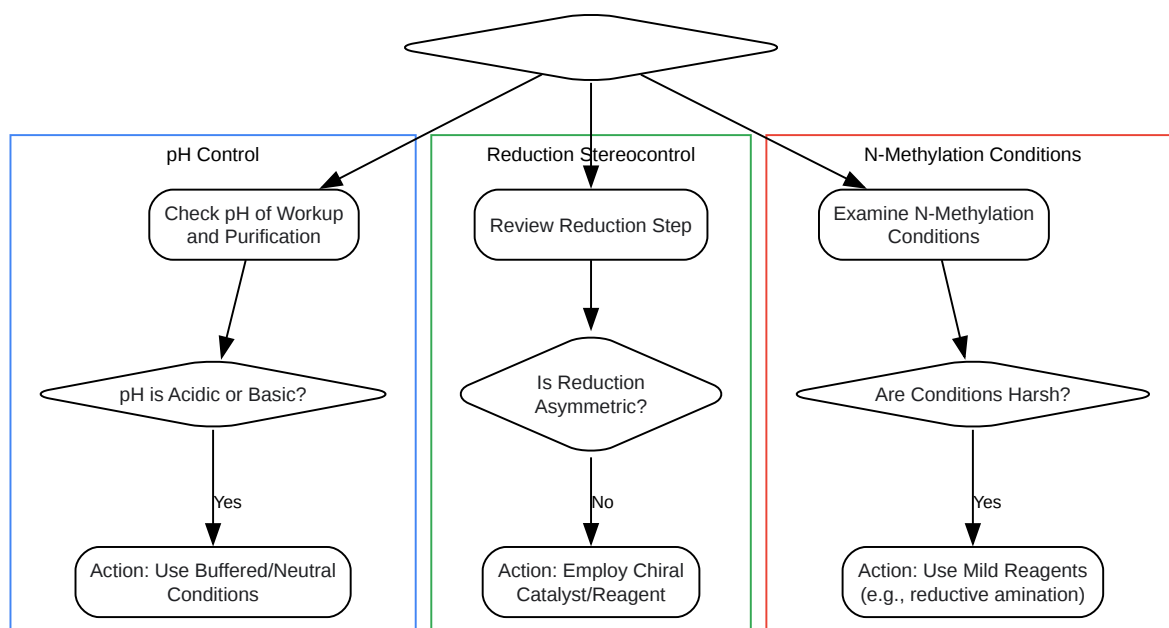 pH Control
Reduction Stereocontrol
N-Methylation Conditions
Check pH of Workup
and Purification
Review Reduction Step
Examine N-Methylation
Conditions
pH is Acidic or Basic?
Is Reduction
Asymmetric?
Are Conditions Harsh?
Yes
No
Yes
Action: Use Buffered/Neutral
Conditions
Action: Employ Chiral
Catalyst/Reagent
Action: Use Mild Reagents
(e.g., reductive amination)